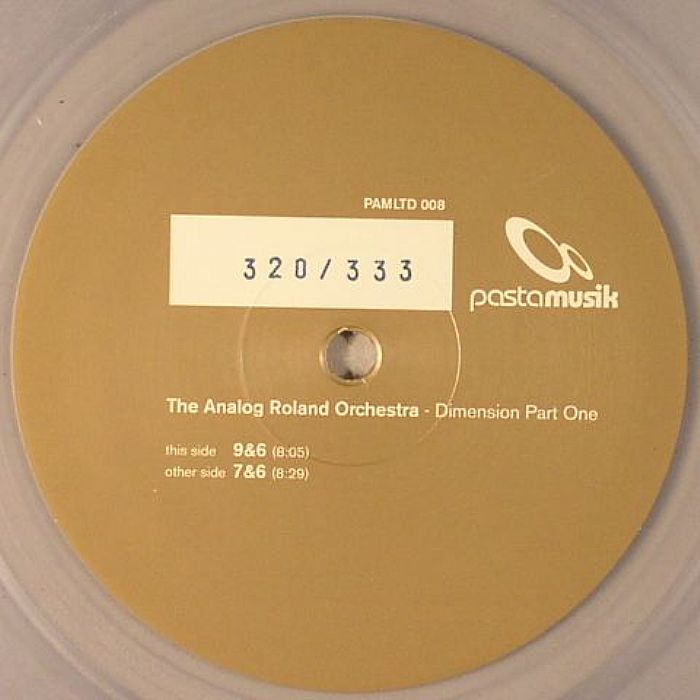 PAMLTD 008
320/333
pastamusik
The Analog Roland Orchestra - Dimension Part One
this side 9&6 (8:05)
other side 7&6 (8:29)